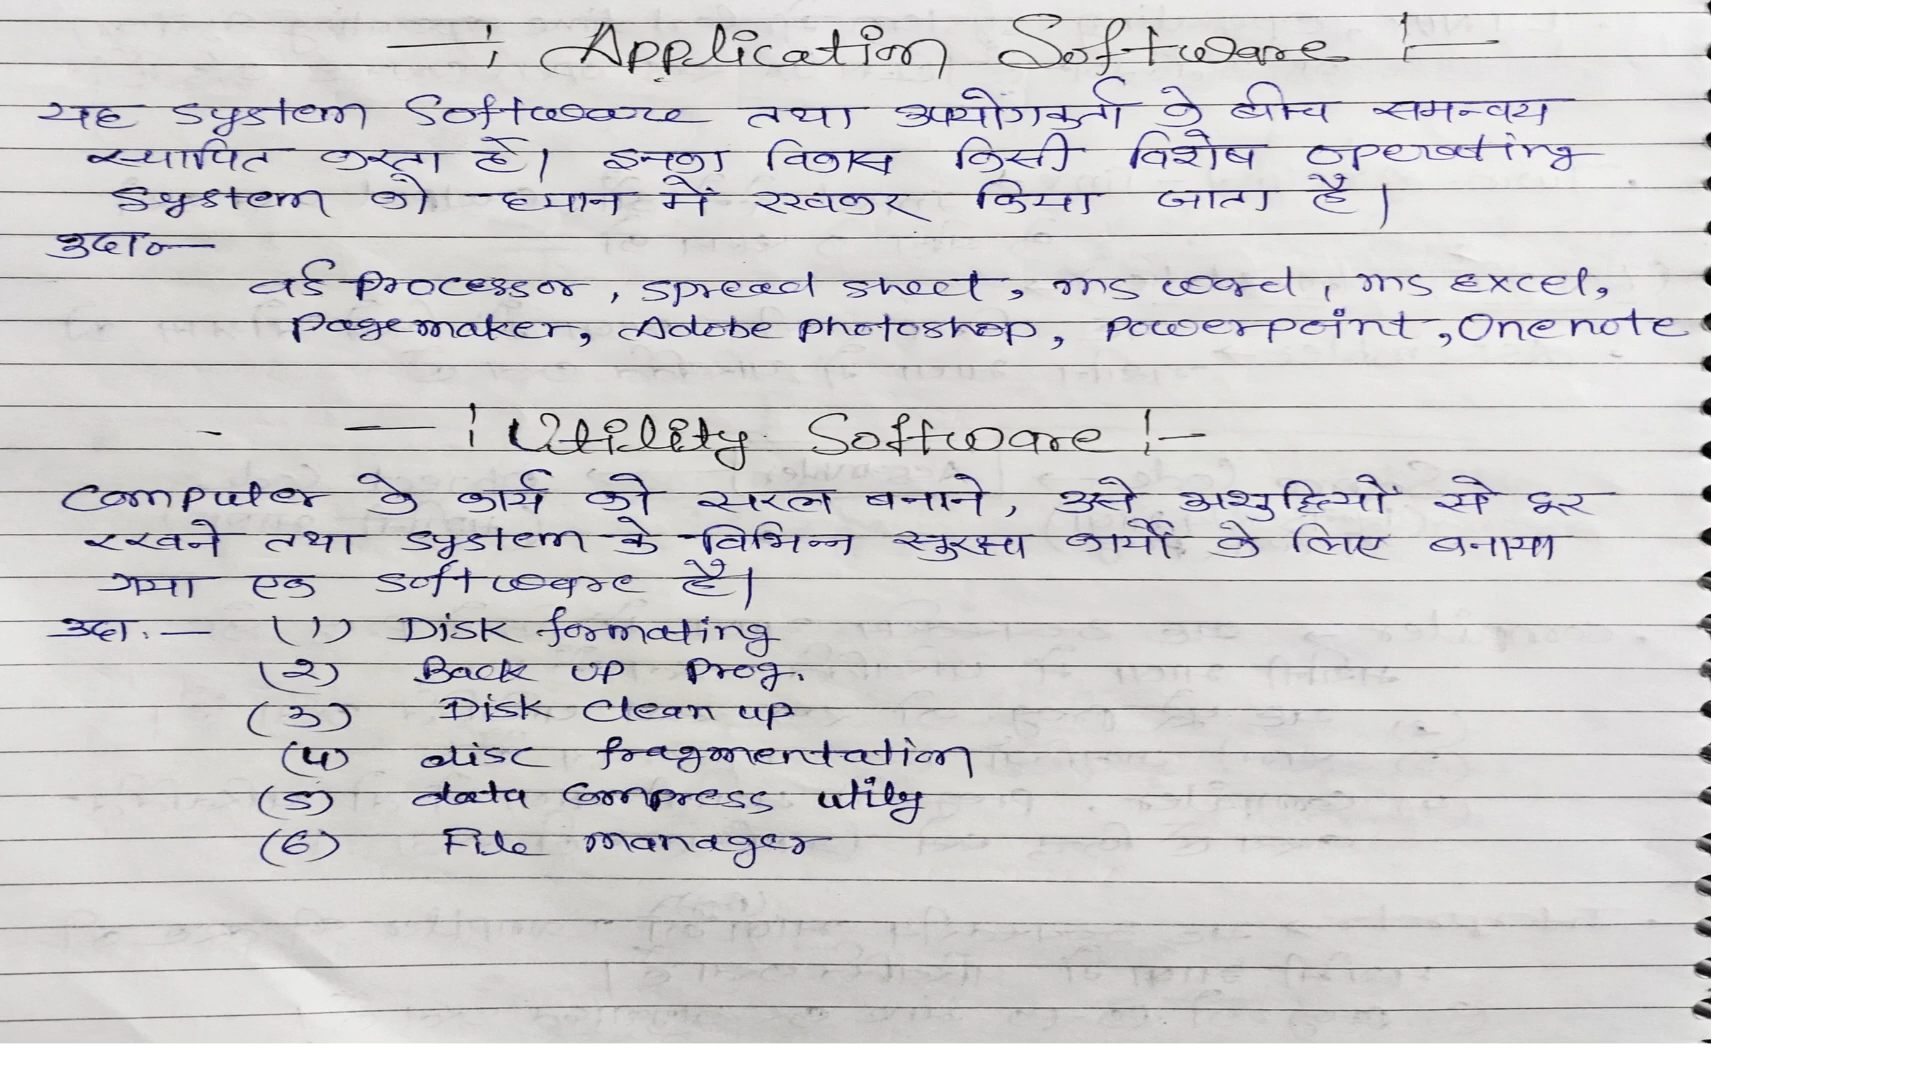 —: Application Software :—
यह System Software तथा उपयोगकर्ता के बीच समन्वय
स्थापित करता है। इनका विकास किसी विशेष operating
System को ध्यान में रखकर किया जाता है।
उदा०—
वर्ड Processor, spread sheet, ms word, ms excel,
Pagemaker, Adobe photoshop, Powerpoint, Onenote
—: Utility Software :-
Computer के कार्य को सरल बनाने, उसे अशुद्धियों से दूर
रखने तथा system के विभिन्न सुरक्षा कार्यों के लिए बनाया
गया एक software है।
उदा.— (1) Disk formating
(2) Back up Prog.
(3) Disk clean up
(4) disc fragmentation
(5) data compress utily
(6) File manager